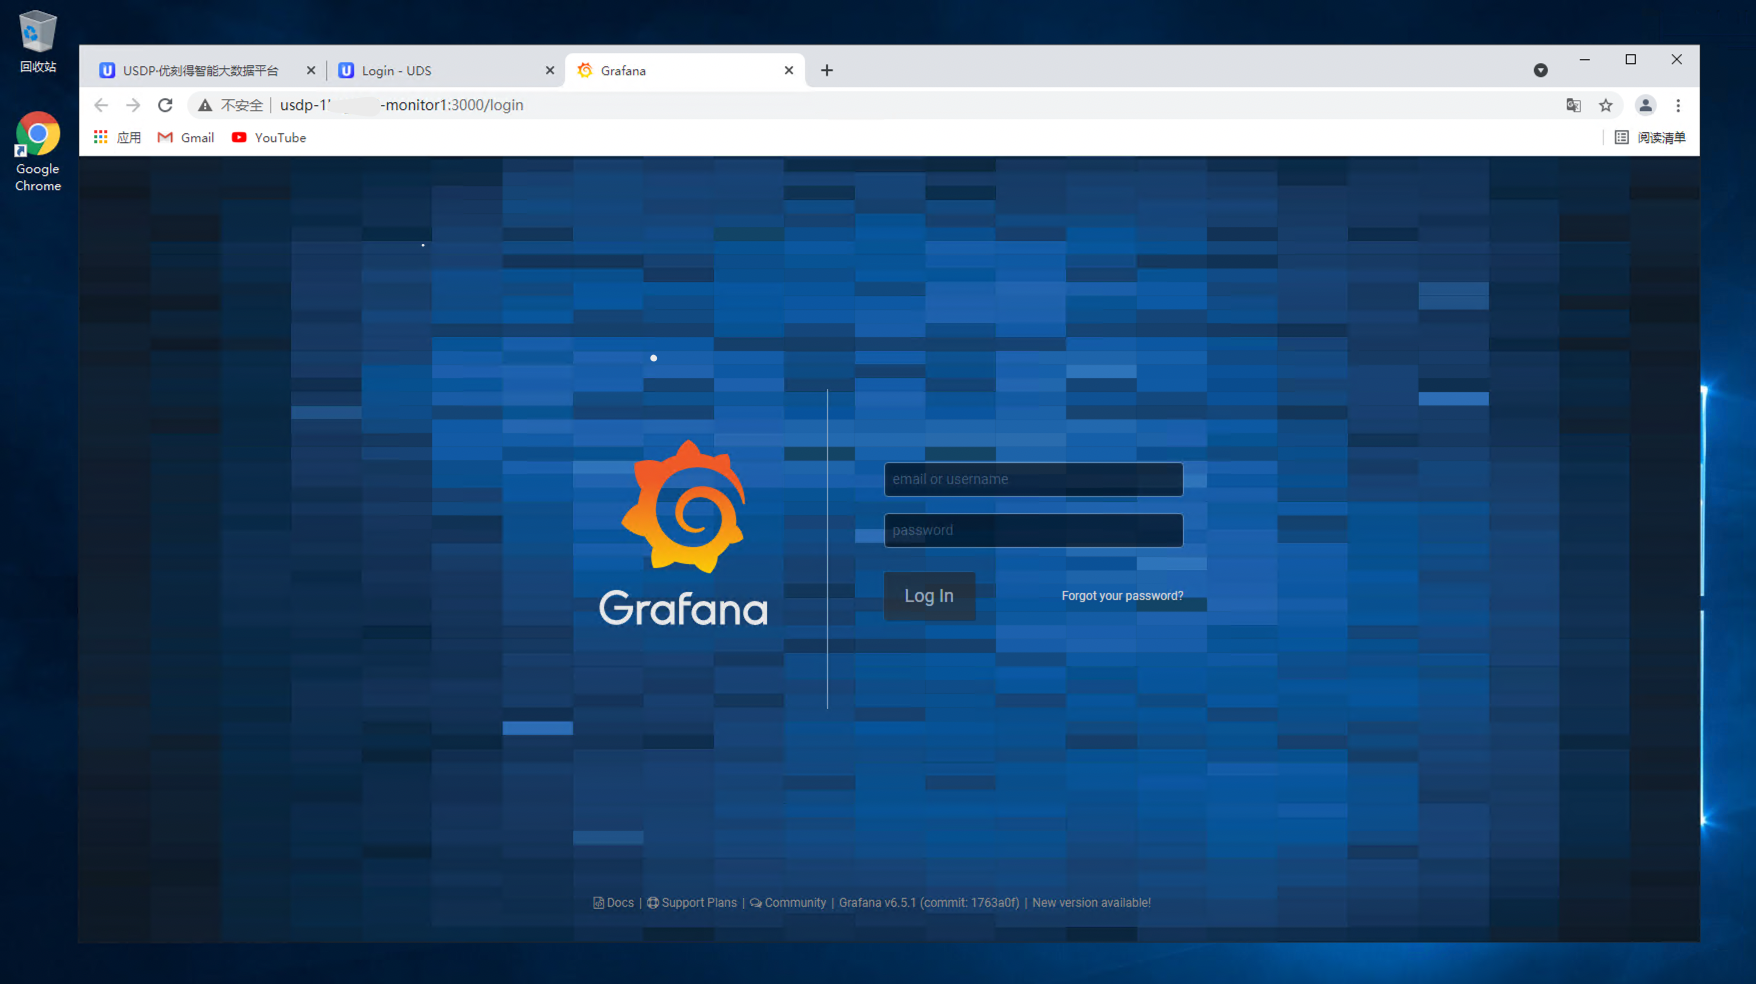 回收站
Google
Chrome
USDP-优刻得智能大数据平台
Login - UDS
Grafana
不安全 usdp-1 -monitor1:3000/login
应用 Gmail YouTube 阅读清单
email or username
password
Log In Forgot your password?
Grafana
Docs | Support Plans | Community | Grafana v6.5.1 (commit: 1763a0f) | New version available!